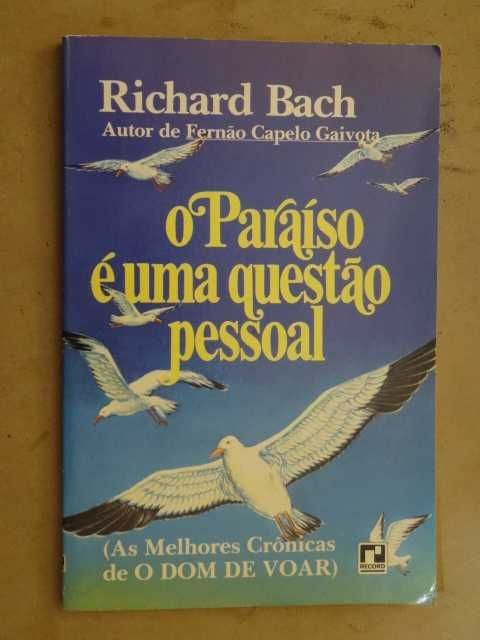 Richard Bach
Autor de Fernão Capelo Gaivota
o Paraíso
é uma questão
pessoal
(As Melhores Crônicas
de O DOM DE VOAR)
RECORD